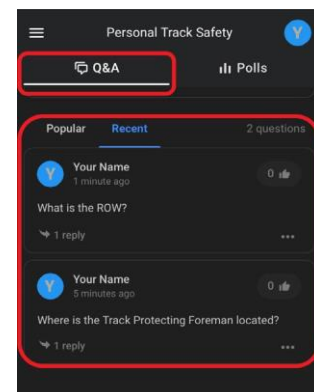 Personal Track Safety
Y
Q&A
Polls
Popular Recent 2 questions
Y
Your Name
1 minute ago
0
What is the ROW?
1 reply
Y
Your Name
5 minutes ago
0
Where is the Track Protecting Foreman located?
1 reply